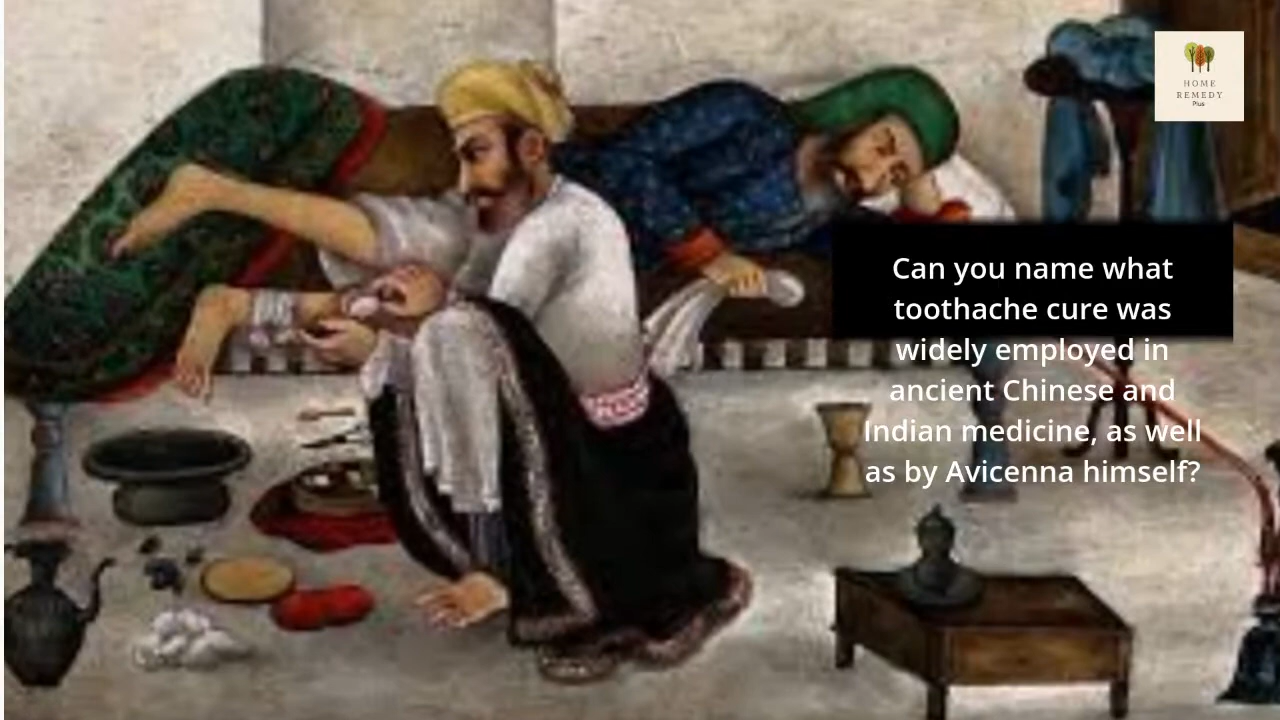 HOME
REMEDY
Plus
Can you name what
toothache cure was
widely employed in
ancient Chinese and
Indian medicine, as well
as by Avicenna himself?